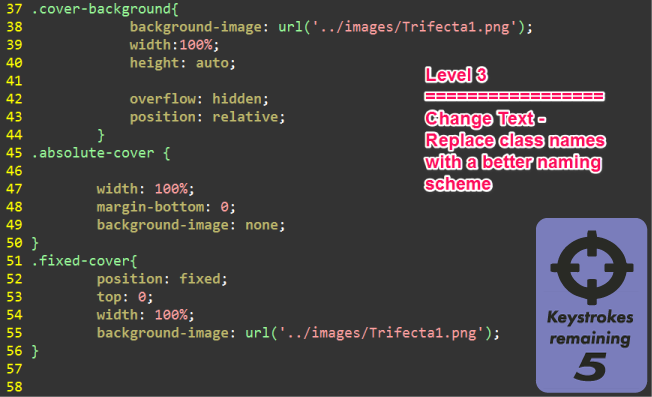 37 .cover-background{
38 background-image: url('../images/Trifecta1.png');
39 width:100%;
40 height: auto;
41
42 overflow: hidden;
43 position: relative;
44 }
45 .absolute-cover {
46
47 width: 100%;
48 margin-bottom: 0;
49 background-image: none;
50 }
51 .fixed-cover{
52 position: fixed;
53 top: 0;
54 width: 100%;
55 background-image: url('../images/Trifecta1.png');
56 }
57
58
Level 3
=================
Change Text -
Replace class names
with a better naming
scheme
Keystrokes
remaining
5